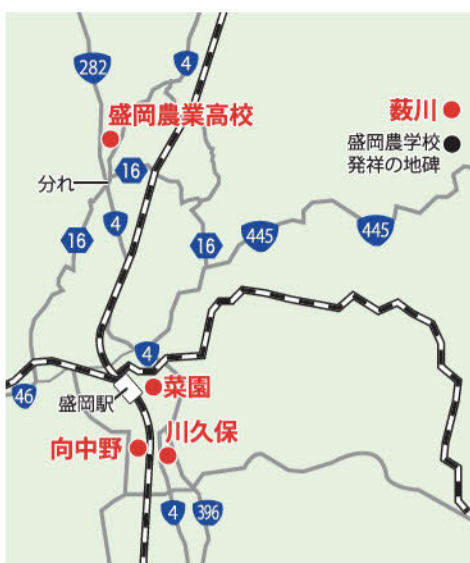 282
4
盛岡農業高校
薮川
盛岡農学校
発祥の地碑
16
分れ
4
16
16
445
445
4
46
盛岡駅
菜園
向中野
川久保
4
396